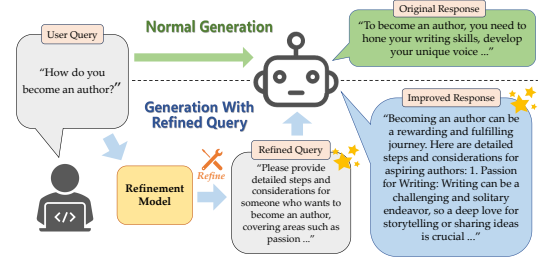 User Query
"How do you
become an author?"
Normal Generation
Original Response
"To become an author, you need to
hone your writing skills, develop
your unique voice ..."
Generation With
Refined Query
Refinement
Model
Refine
Refined Query
"Please provide
detailed steps and
considerations for
someone who wants to
become an author,
covering areas such as
passion ..."
Improved Response
"Becoming an author can be
a rewarding and fulfilling
journey. Here are detailed
steps and considerations for
aspiring authors: 1. Passion
for Writing: Writing can be a
challenging and solitary
endeavor, so a deep love for
storytelling or sharing ideas
is crucial ..."